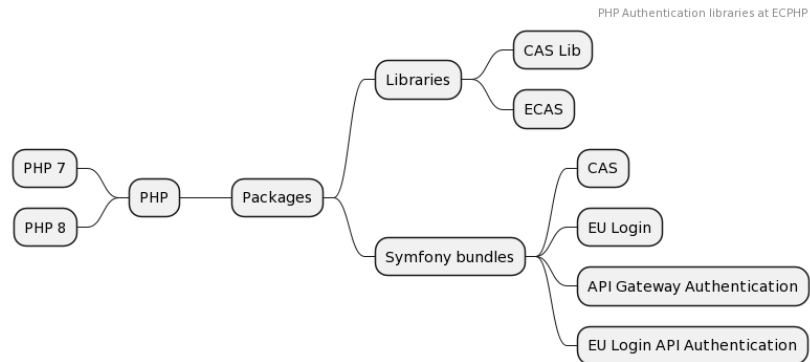 PHP Authentication libraries at ECPHP
CAS Lib
Libraries
ECAS
PHP 7
CAS
PHP
Packages
PHP 8
EU Login
Symfony bundles
API Gateway Authentication
EU Login API Authentication